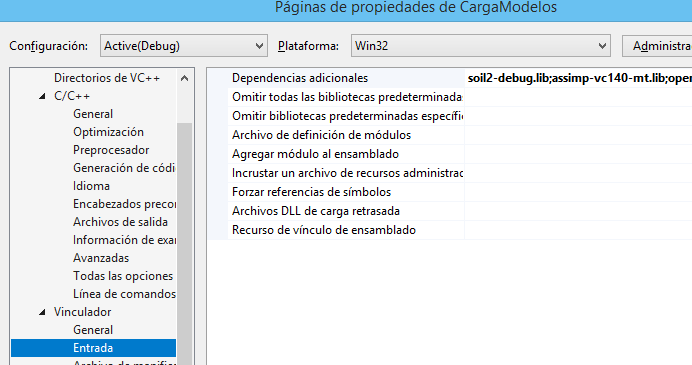 Páginas de propiedades de CargaModelos
Configuración: Active(Debug) Plataforma: Win32 Administra
Directorios de VC++
C/C++
General
Optimización
Preprocesador
Generación de códi
Idioma
Encabezados precor
Archivos de salida
Información de exa
Avanzadas
Todas las opciones
Línea de comandos
Vinculador
General
Entrada
Dependencias adicionales soil2-debug.lib;assimp-vc140-mt.lib;oper
Omitir todas las bibliotecas predeterminadas
Omitir bibliotecas predeterminadas específi
Archivo de definición de módulos
Agregar módulo al ensamblado
Incrustar un archivo de recursos administrad
Forzar referencias de símbolos
Archivos DLL de carga retrasada
Recurso de vínculo de ensamblado